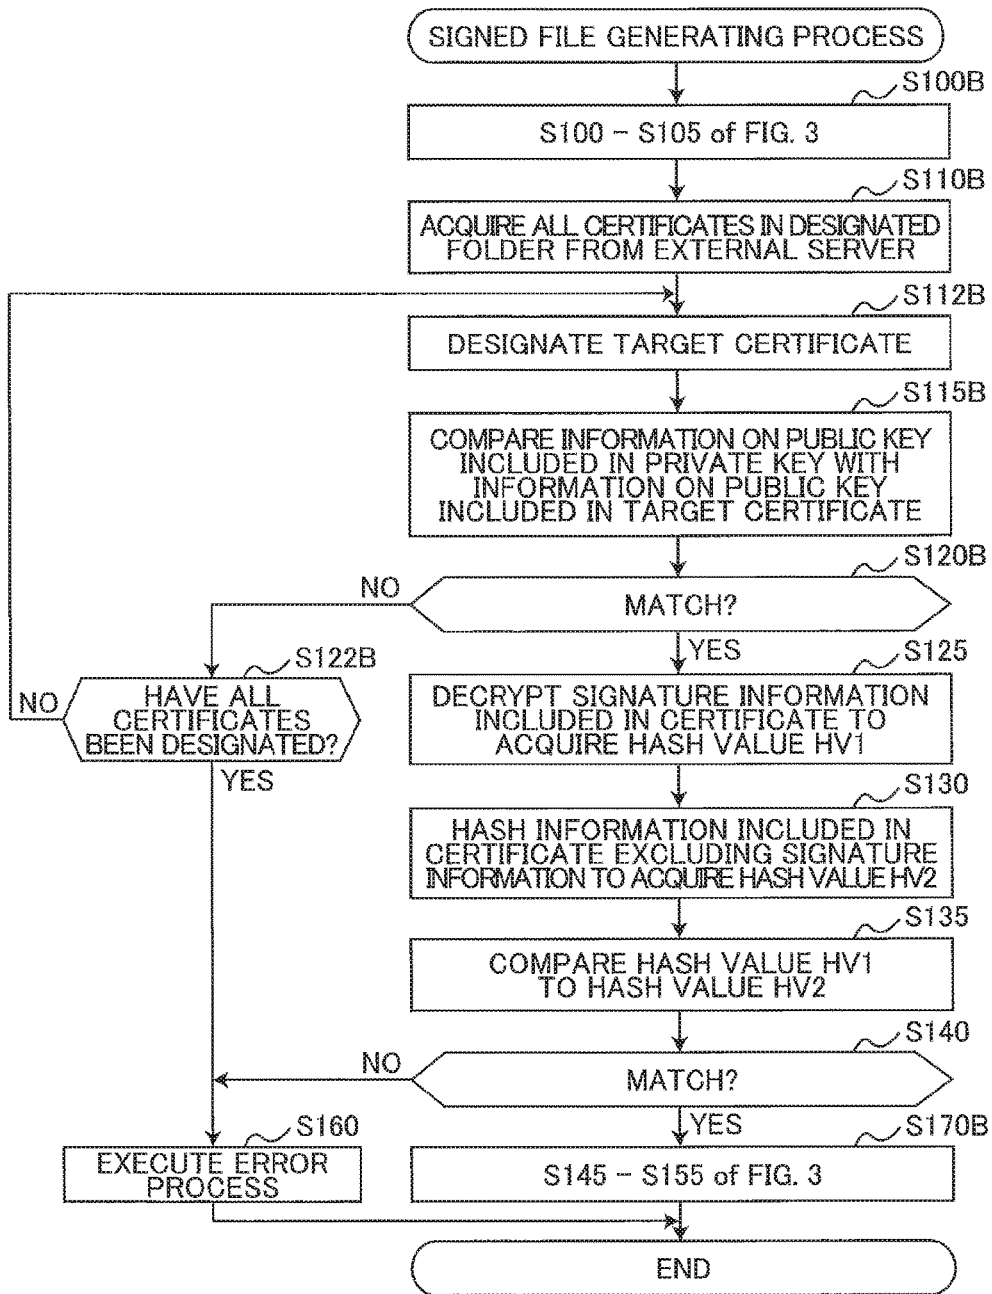 SIGNED FILE GENERATING PROCESS
S100B
S100 - S105 of FIG. 3
S110B
ACQUIRE ALL CERTIFICATES IN DESIGNATED
FOLDER FROM EXTERNAL SERVER
S112B
DESIGNATE TARGET CERTIFICATE
S115B
COMPARE INFORMATION ON PUBLIC KEY
INCLUDED IN PRIVATE KEY WITH
INFORMATION ON PUBLIC KEY
INCLUDED IN TARGET CERTIFICATE
S120B
NO
MATCH?
YES
S122B
NO
HAVE ALL
CERTIFICATES
BEEN DESIGNATED?
YES
S125
DECRYPT SIGNATURE INFORMATION
INCLUDED IN CERTIFICATE TO
ACQUIRE HASH VALUE HV1
S130
HASH INFORMATION INCLUDED IN
CERTIFICATE EXCLUDING SIGNATURE
INFORMATION TO ACQUIRE HASH VALUE HV2
S135
COMPARE HASH VALUE HV1
TO HASH VALUE HV2
S140
NO
MATCH?
YES
S160
EXECUTE ERROR
PROCESS
S170B
S145 - S155 of FIG. 3
END